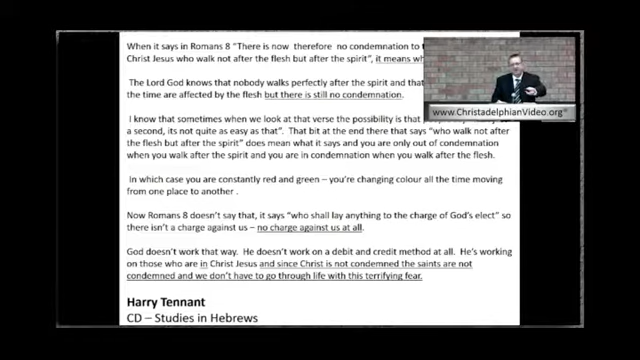 When it says in Romans 8 "There is now therefore no condemnation to
Christ Jesus who walk not after the flesh but after the spirit", it means
The Lord God knows that nobody walks perfectly after the spirit and that
the time are affected by the flesh but there is still no condemnation.
I know that sometimes when we look at that verse the possibility is that
a second, its not quite as easy as that". That bit at the end there that says "who walk not after
the flesh but after the spirit" does mean what it says and you are only out of condemnation
when you walk after the spirit and you are in condemnation when you walk after the flesh.
In which case you are constantly red and green – you're changing colour all the time moving
from one place to another .
Now Romans 8 doesn't say that, it says "who shall lay anything to the charge of God's elect" so
there isn't a charge against us – no charge against us at all.
God doesn't work that way. He doesn't work on a debit and credit method at all. He's working
on those who are in Christ Jesus and since Christ is not condemned the saints are not
condemned and we don't have to go through life with this terrifying fear.
Harry Tennant
CD – Studies in Hebrews
www.ChristadelphianVideo.org